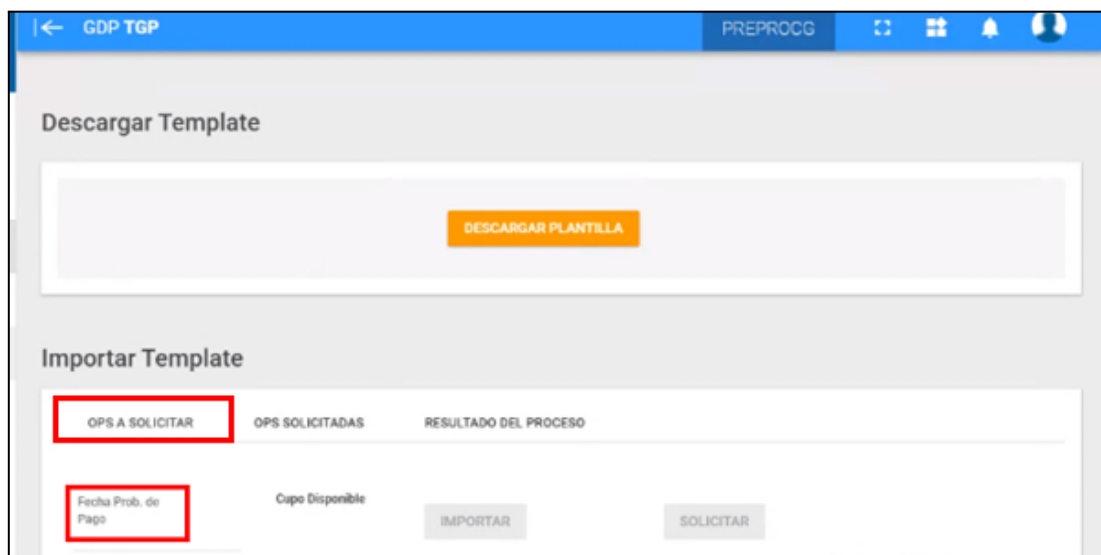 GDP TGP PREPROCG
Descargar Template
DESCARGAR PLANTILLA
Importar Template
OPS A SOLICITAR OPS SOLICITADAS RESULTADO DEL PROCESO
Fecha Prob. de
Pago
Cupo Disponible
IMPORTAR SOLICITAR